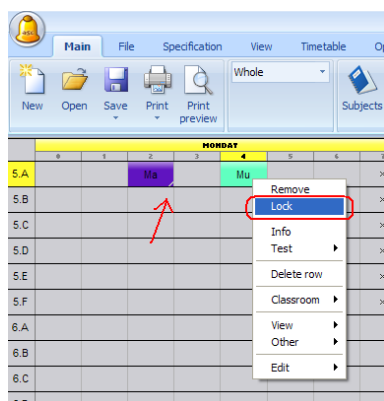 asc
Main File Specification View Timetable O
New Open Save Print Print preview Whole Subjects
MONDAY
0 1 2 3 4 5 6 7
5.A Ma Mu
5.B
5.C
5.D
5.E
5.F
6.A
6.B
6.C
Remove
Lock
Info
Test
Delete row
Classroom
View
Other
Edit